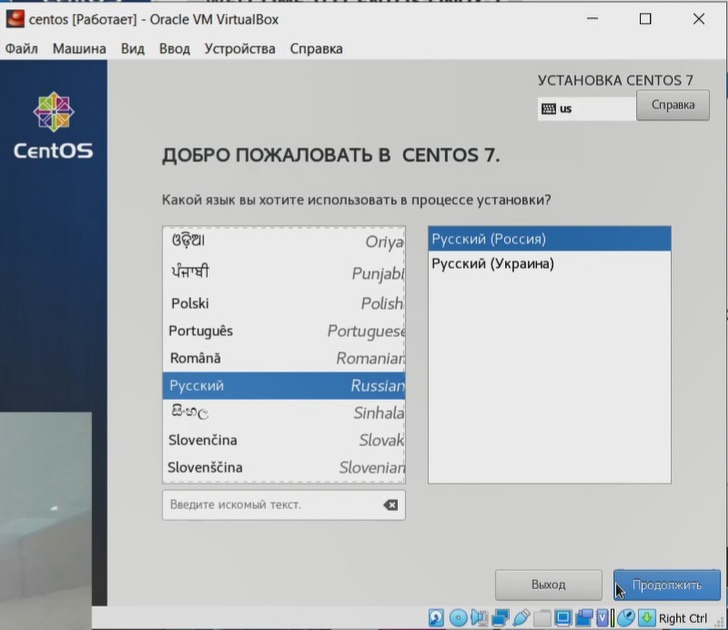 centos [Работает] - Oracle VM VirtualBox
Файл Машина Вид Ввод Устройства Справка
УСТАНОВКА CENTOS 7
us
Справка
CentOS
ДОБРО ПОЖАЛОВАТЬ В CENTOS 7.
Какой язык вы хотите использовать в процессе установки?
ଓଡ଼ିଆ Oriya
ਪੰਜਾਬੀ Punjabi
Polski Polish
Português Portuguese
Română Romanian
Русский Russian
සිංහල Sinhala
Slovenčina Slovak
Slovenščina Slovenian
Русский (Россия)
Русский (Украина)
Введите искомый текст.
Выход
Продолжить
Right Ctrl